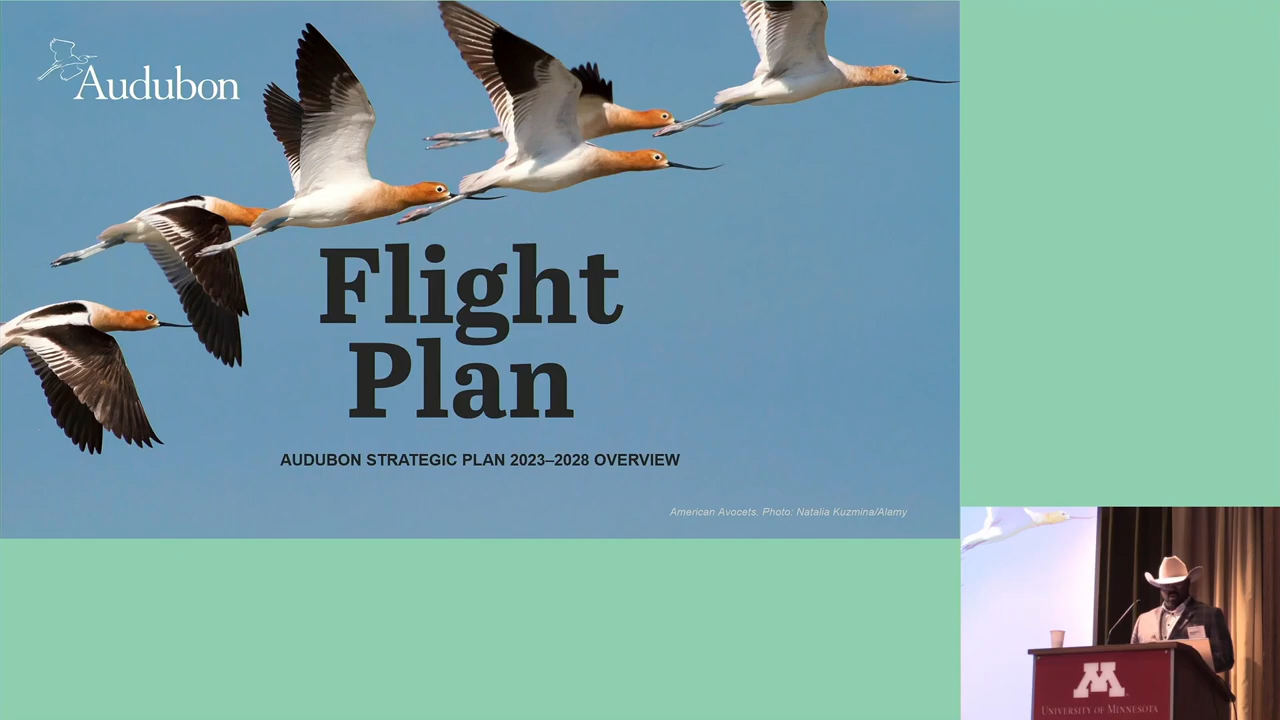 Audubon
Flight
Plan
AUDUBON STRATEGIC PLAN 2023–2028 OVERVIEW
American Avocets. Photo: Natalia Kuzmina/Alamy
M
UNIVERSITY OF MINNESOTA